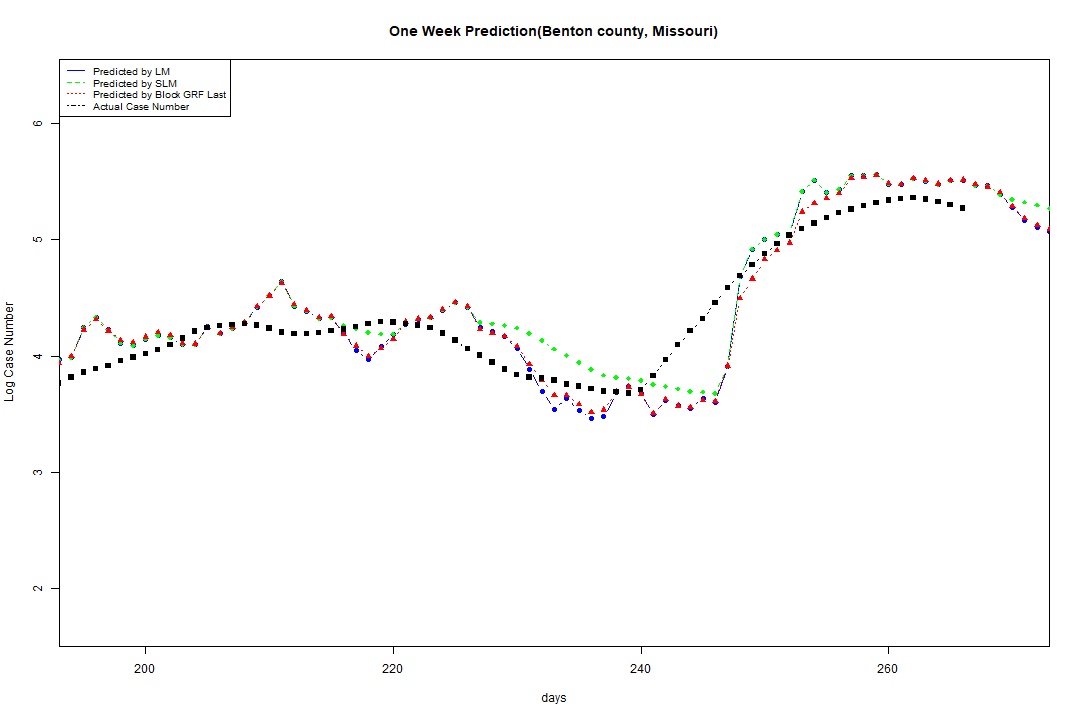 One Week Prediction(Benton county, Missouri)
Predicted by LM
Predicted by SLM
Predicted by Block GRF Last
Actual Case Number
6
5
4
3
2
Log Case Number
200 220 240 260
days